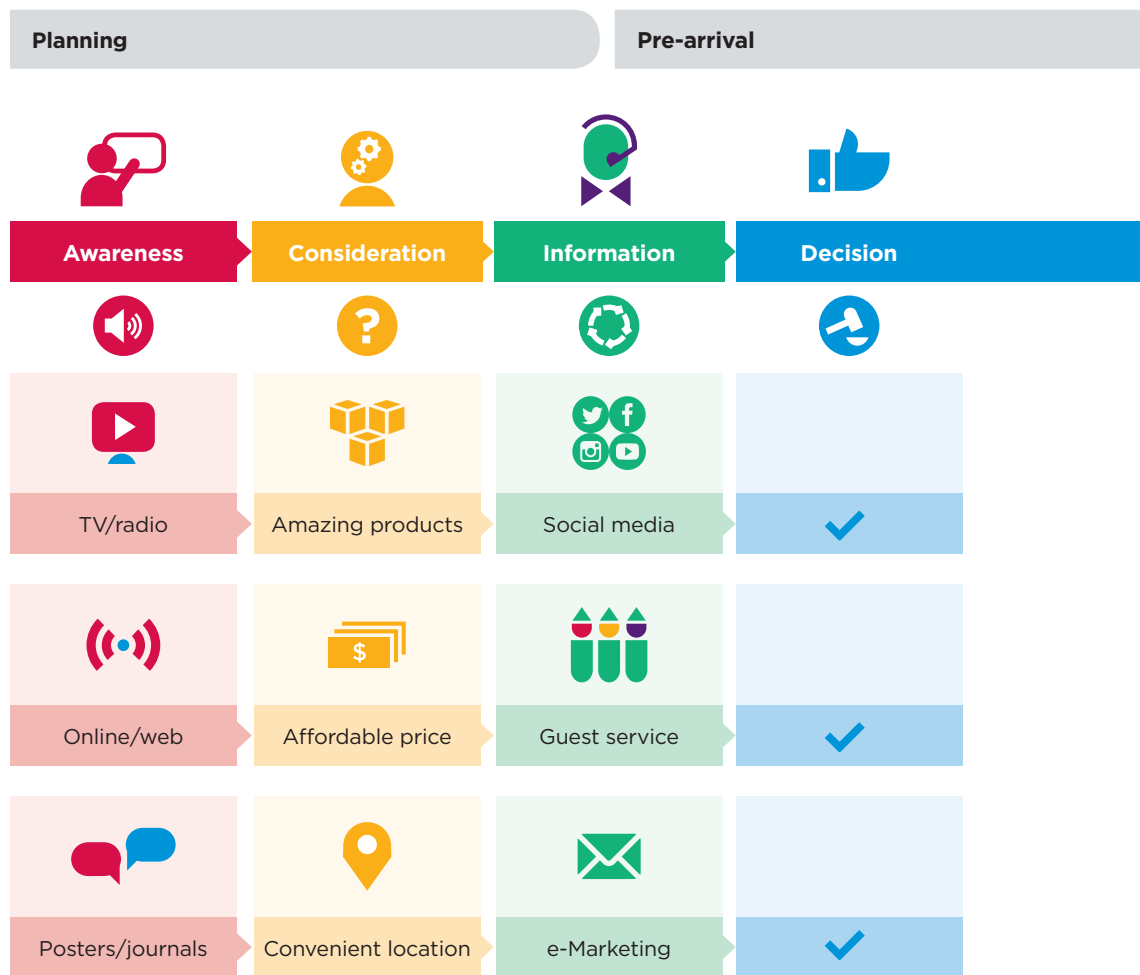 Planning
Pre-arrival
Awareness
Consideration
Information
Decision
?
TV/radio
Amazing products
Social media
$
Online/web
Affordable price
Guest service
Posters/journals
Convenient location
e-Marketing